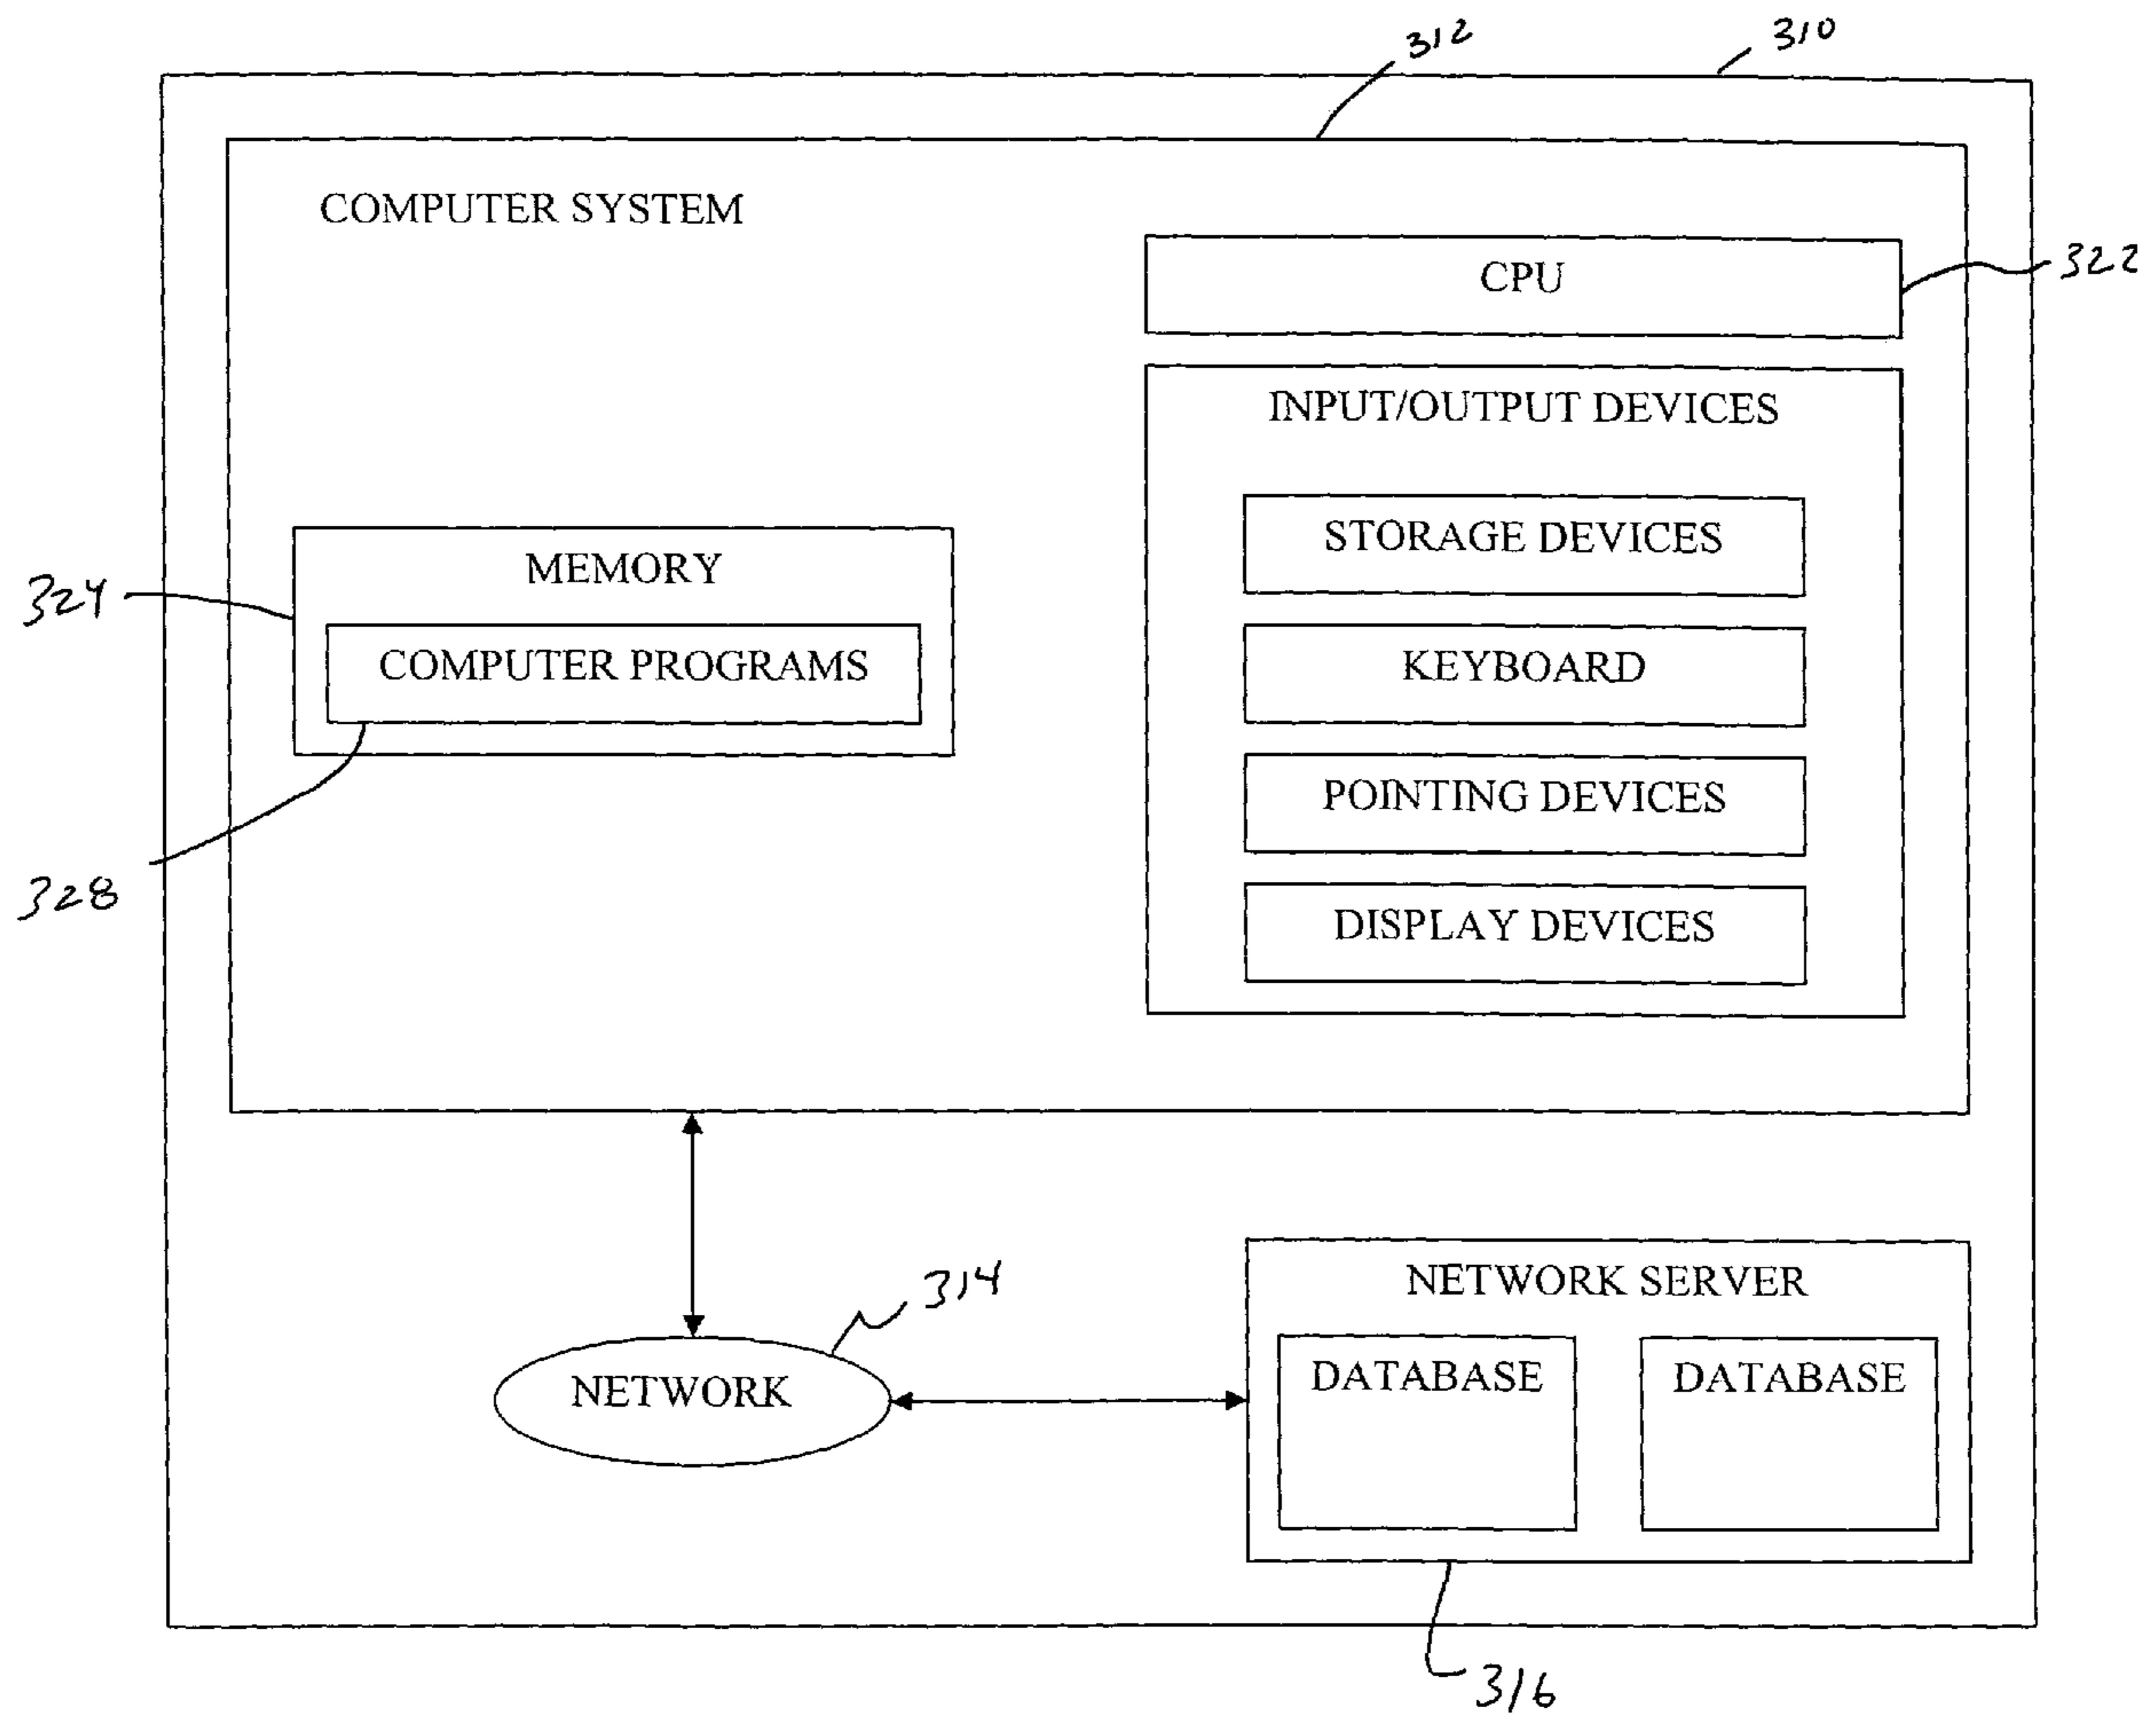 312
310
COMPUTER SYSTEM
CPU
322
INPUT/OUTPUT DEVICES
STORAGE DEVICES
MEMORY
324
COMPUTER PROGRAMS
KEYBOARD
POINTING DEVICES
328
DISPLAY DEVICES
314
NETWORK SERVER
NETWORK
DATABASE
DATABASE
316